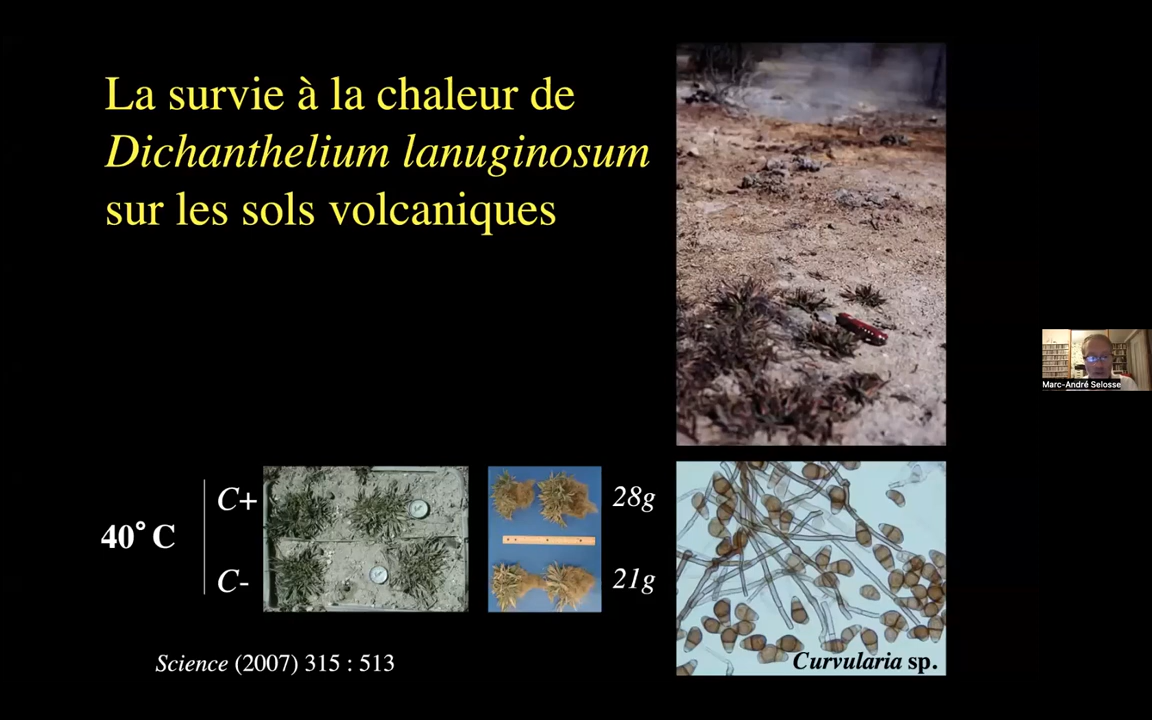 La survie à la chaleur de
Dichanthelium lanuginosum
sur les sols volcaniques
Marc-André Selosse
40°C
C+
28g
C-
21g
Curvularia sp.
Science (2007) 315 : 513